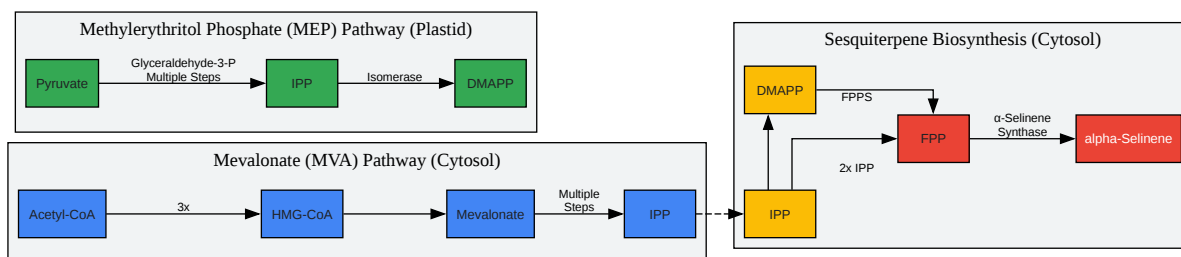 Methylerythritol Phosphate (MEP) Pathway (Plastid)
Pyruvate
Glyceraldehyde-3-P
Multiple Steps
IPP
Isomerase
DMAPP
Mevalonate (MVA) Pathway (Cytosol)
Acetyl-CoA
3x
HMG-CoA
Mevalonate
Multiple
Steps
IPP
Sesquiterpene Biosynthesis (Cytosol)
DMAPP
FPPS
IPP
2x IPP
FPP
α-Selinene
Synthase
alpha-Selinene